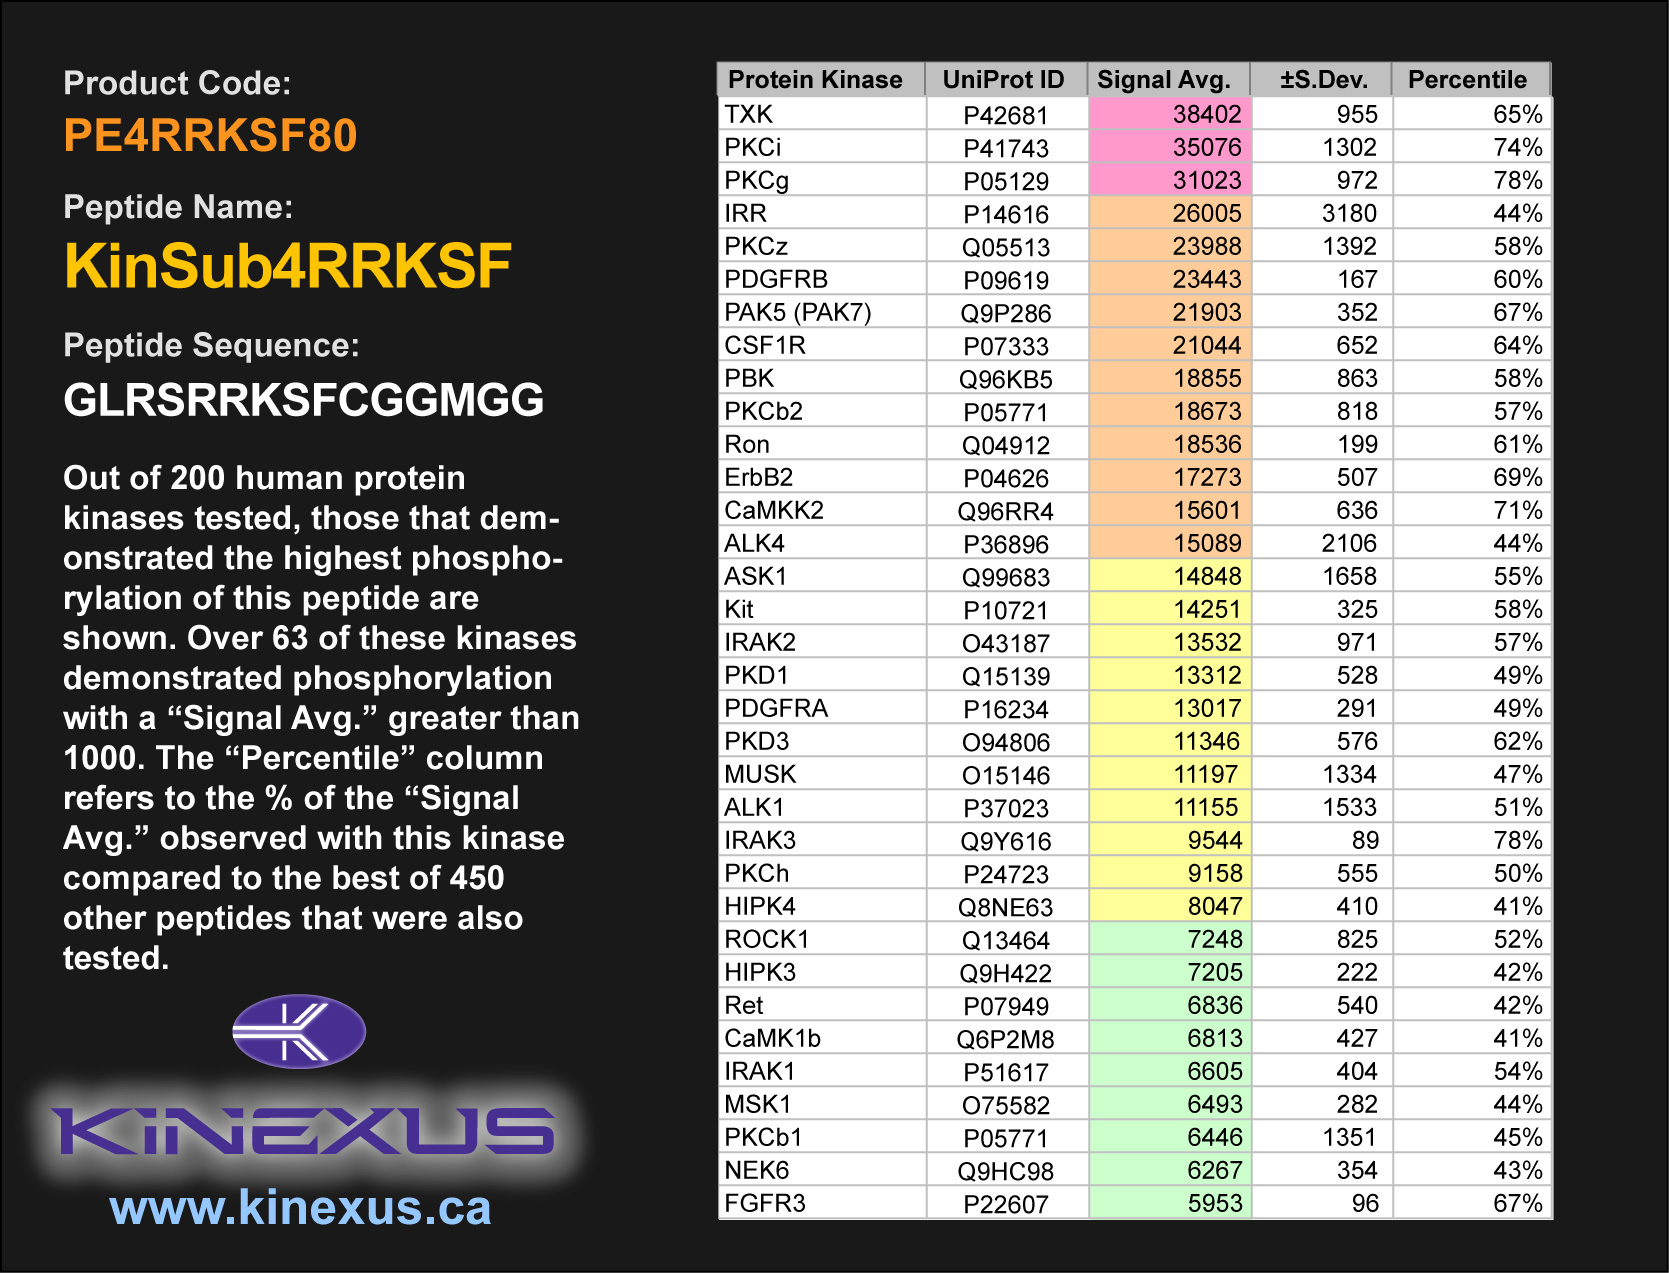 Product Code:
PE4RRKSF80
Peptide Name:
KinSub4RRKSF
Peptide Sequence:
GLRSRRKSFCGGMGG
Out of 200 human protein
kinases tested, those that dem-
onstrated the highest phospho-
rylation of this peptide are
shown. Over 63 of these kinases
demonstrated phosphorylation
with a “Signal Avg.” greater than
1000. The “Percentile” column
refers to the % of the “Signal
Avg.” observed with this kinase
compared to the best of 450
other peptides that were also
tested.
KINEXUS
www.kinexus.ca
Protein Kinase UniProt ID Signal Avg. ±S.Dev. Percentile
TXK P42681 38402 955 65%
PKCi P41743 35076 1302 74%
PKCg P05129 31023 972 78%
IRR P14616 26005 3180 44%
PKCz Q05513 23988 1392 58%
PDGFRB P09619 23443 167 60%
PAK5 (PAK7) Q9P286 21903 352 67%
CSF1R P07333 21044 652 64%
PBK Q96KB5 18855 863 58%
PKCb2 P05771 18673 818 57%
Ron Q04912 18536 199 61%
ErbB2 P04626 17273 507 69%
CaMKK2 Q96RR4 15601 636 71%
ALK4 P36896 15089 2106 44%
ASK1 Q99683 14848 1658 55%
Kit P10721 14251 325 58%
IRAK2 O43187 13532 971 57%
PKD1 Q15139 13312 528 49%
PDGFRA P16234 13017 291 49%
PKD3 O94806 11346 576 62%
MUSK O15146 11197 1334 47%
ALK1 P37023 11155 1533 51%
IRAK3 Q9Y616 9544 89 78%
PKCh P24723 9158 555 50%
HIPK4 Q8NE63 8047 410 41%
ROCK1 Q13464 7248 825 52%
HIPK3 Q9H422 7205 222 42%
Ret P07949 6836 540 42%
CaMK1b Q6P2M8 6813 427 41%
IRAK1 P51617 6605 404 54%
MSK1 O75582 6493 282 44%
PKCb1 P05771 6446 1351 45%
NEK6 Q9HC98 6267 354 43%
FGFR3 P22607 5953 96 67%